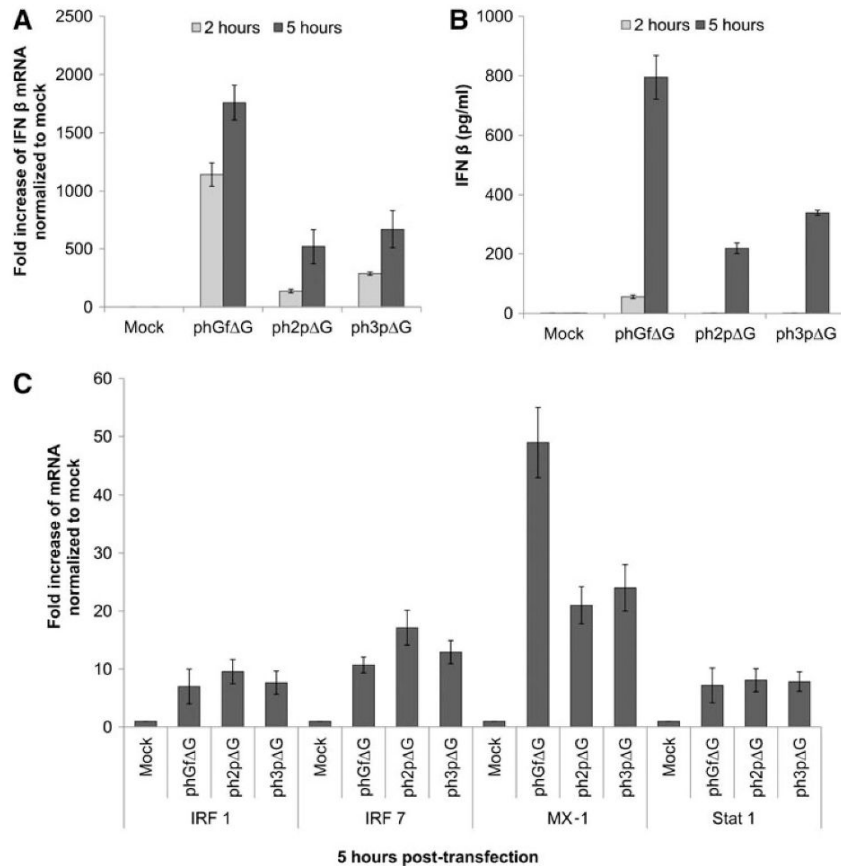 A
Fold increase of IFN β mRNA
normalized to mock
2500
2000
1500
1000
500
0
2 hours 5 hours
Mock phGfΔG ph2pΔG ph3pΔG
B
IFN β (pg/ml)
1000
800
600
400
200
0
2 hours 5 hours
Mock phGfΔG ph2pΔG ph3pΔG
C
Fold increase of mRNA
normalized to mock
60
50
40
30
20
10
0
Mock phGfΔG ph2pΔG ph3pΔG Mock phGfΔG ph2pΔG ph3pΔG Mock phGfΔG ph2pΔG ph3pΔG Mock phGfΔG ph2pΔG ph3pΔG
IRF 1 IRF 7 MX-1 Stat 1
5 hours post-transfection